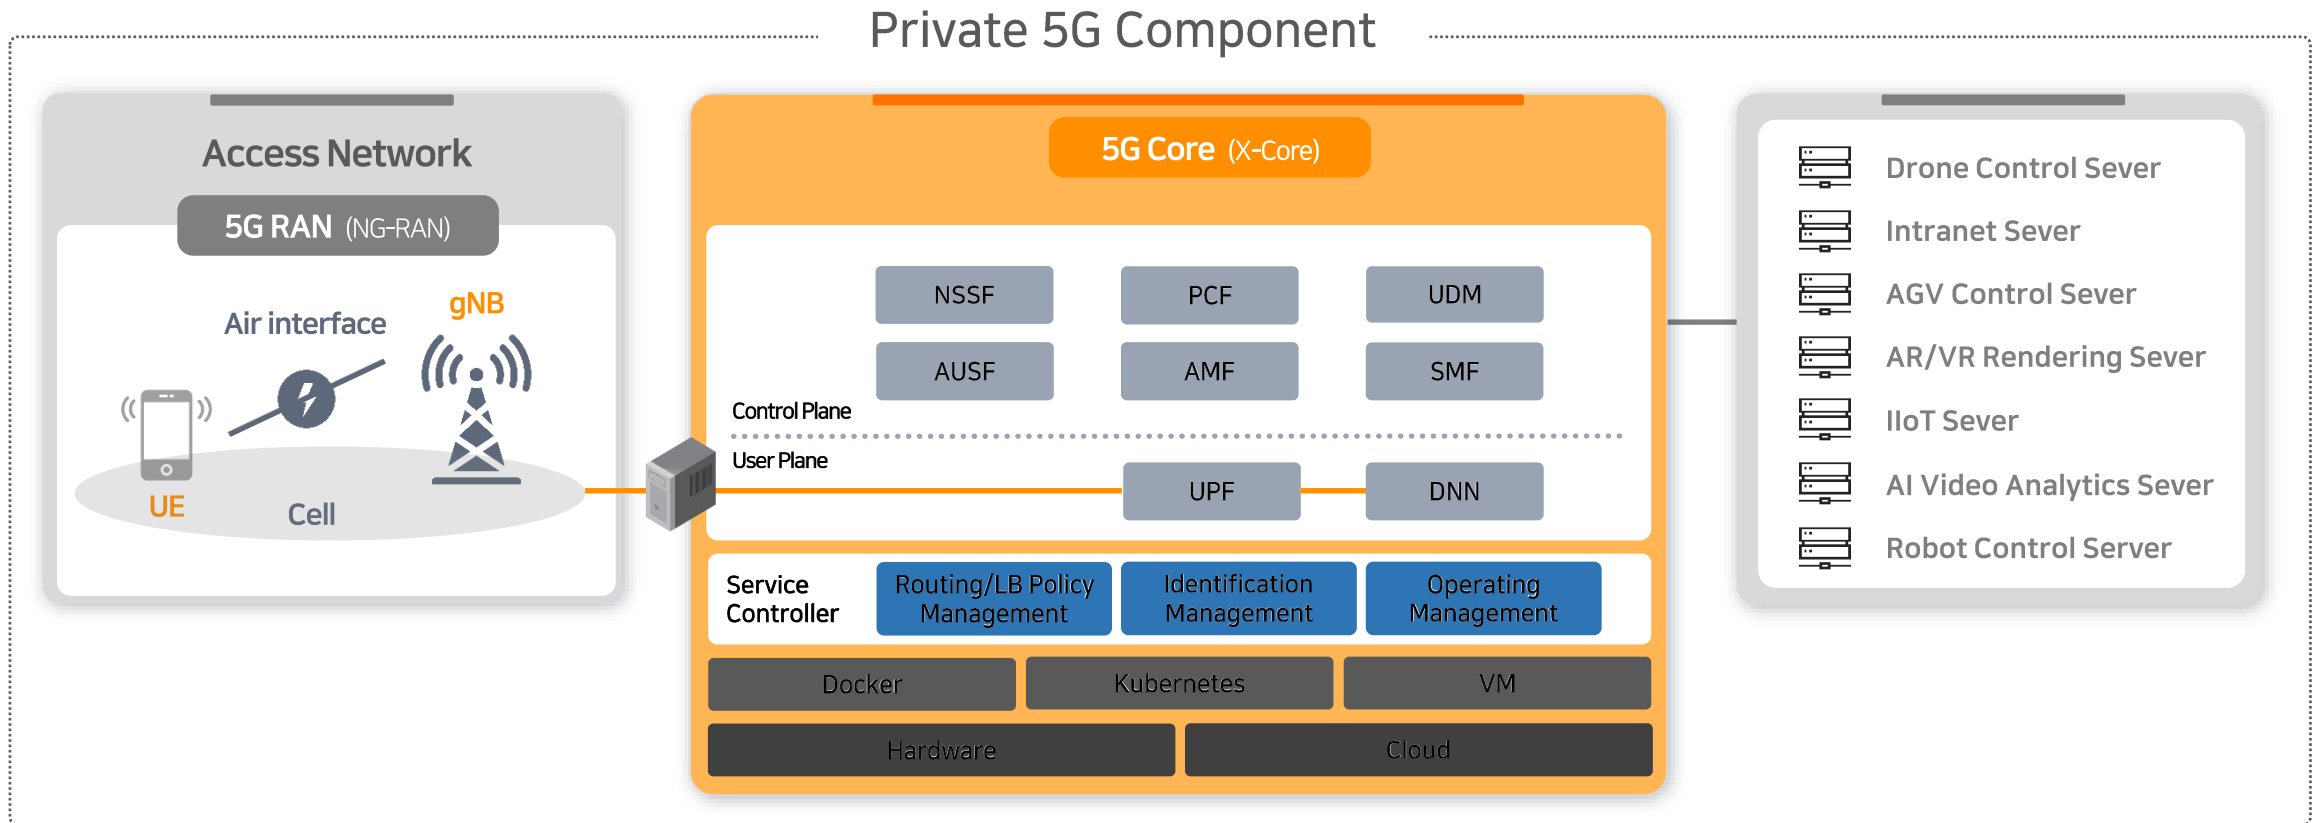 Private 5G Component
Access Network
5G RAN (NG-RAN)
Air interface
gNB
UE
Cell
5G Core (X-Core)
NSSF
PCF
UDM
AUSF
AMF
SMF
Control Plane
User Plane
UPF
DNN
Service
Controller
Routing/LB Policy
Management
Identification
Management
Operating
Management
Docker
Kubernetes
VM
Hardware
Cloud
Drone Control Sever
Intranet Sever
AGV Control Sever
AR/VR Rendering Sever
IIoT Sever
AI Video Analytics Sever
Robot Control Server